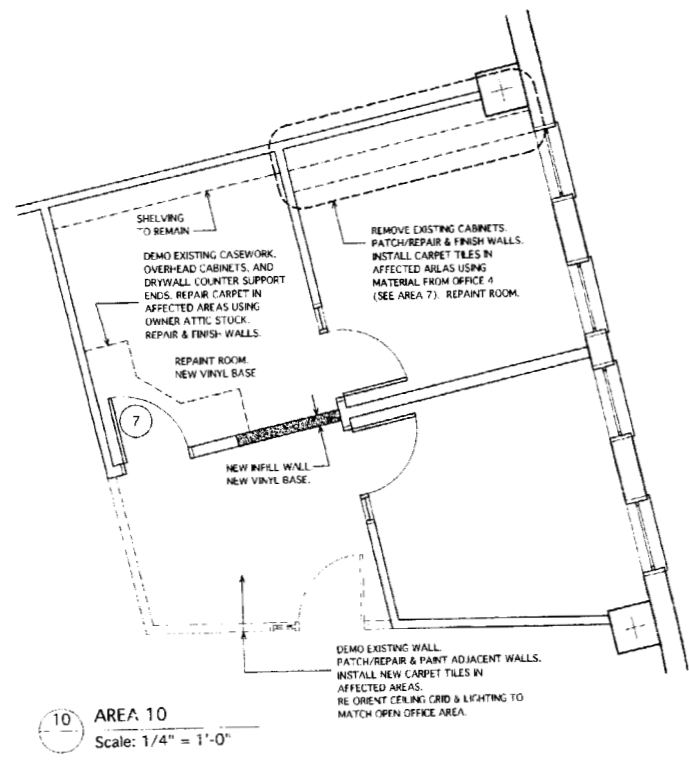 SHELVING
TO REMAIN
DEMO EXISTING CASEWORK,
OVERHEAD CABINETS, AND
DRYWALL COUNTER SUPPORT
ENDS. REPAIR CARPET IN
AFFECTED AREAS USING
OWNER ATTIC STOCK.
REPAIR & FINISH WALLS.
REPAINT ROOM.
NEW VINYL BASE
REMOVE EXISTING CABINETS.
PATCH/REPAIR & FINISH WALLS.
INSTALL CARPET TILES IN
AFFECTED AREAS USING
MATERIAL FROM OFFICE 4
(SEE AREA 7). REPAINT ROOM.
7
NEW INFILL WALL
NEW VINYL BASE.
DEMO EXISTING WALL.
PATCH/REPAIR & PAINT ADJACENT WALLS.
INSTALL NEW CARPET TILES IN
AFFECTED AREAS.
RE ORIENT CEILING GRID & LIGHTING TO
MATCH OPEN OFFICE AREA.
10 AREA 10
Scale: 1/4" = 1'-0"